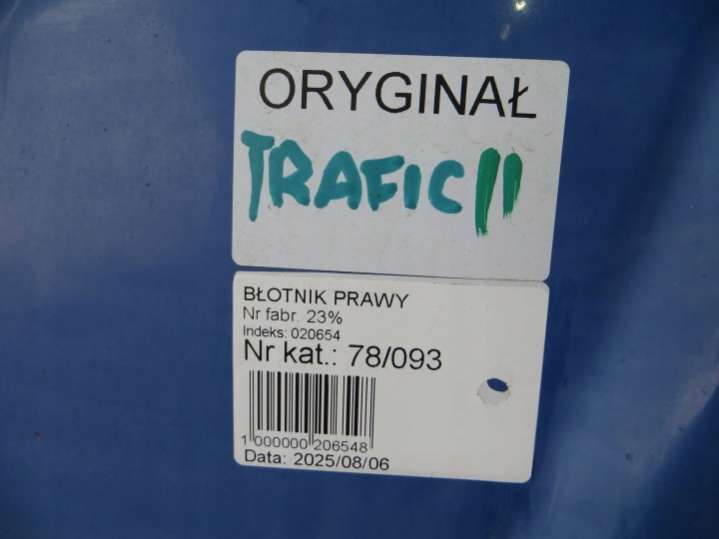 ORYGINAŁ
TRAFIC II
BŁOTNIK PRAWY
Nr fabr. 23%
Indeks: 020654
Nr kat.: 78/093
1 000000 206548
Data: 2025/08/06